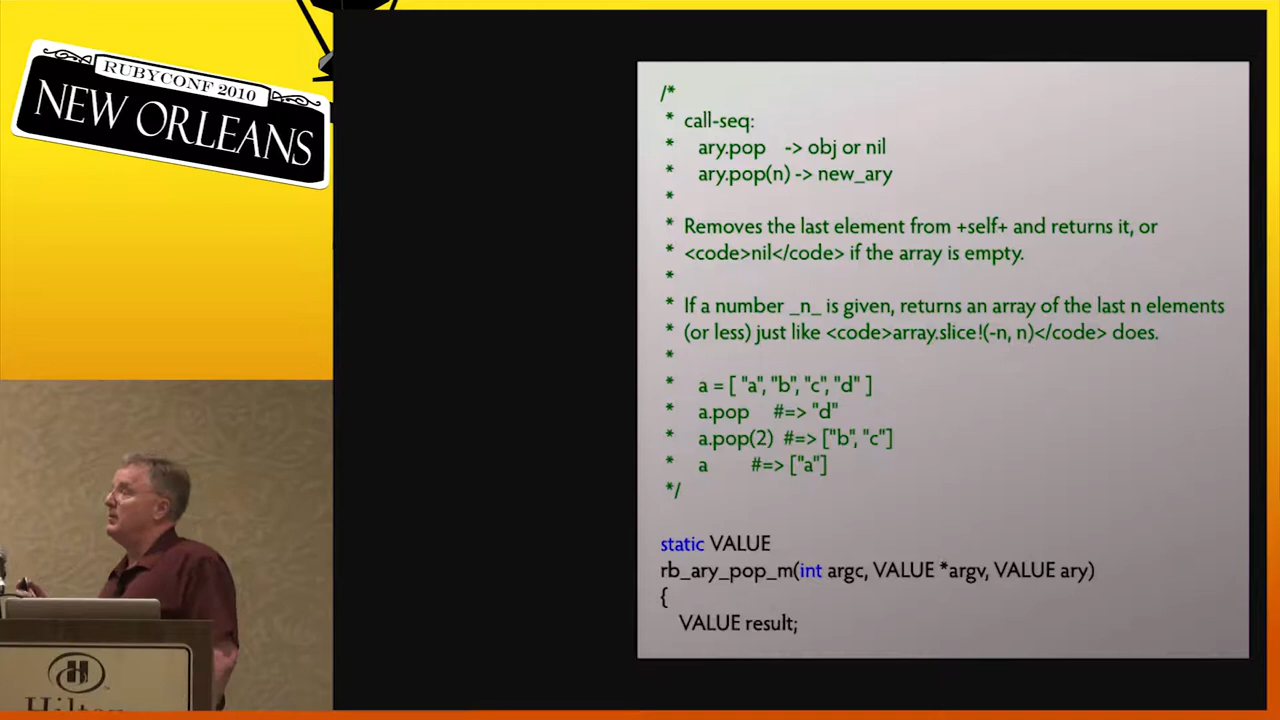 RUBYCONF 2010
NEW ORLEANS
/*
* call-seq:
* ary.pop -> obj or nil
* ary.pop(n) -> new_ary
*
* Removes the last element from +self+ and returns it, or
* <code>nil</code> if the array is empty.
*
* If a number _n_ is given, returns an array of the last n elements
* (or less) just like <code>array.slice!(-n, n)</code> does.
*
* a = [ "a", "b", "c", "d" ]
* a.pop #=> "d"
* a.pop(2) #=> ["b", "c"]
* a #=> ["a"]
*/
static VALUE
rb_ary_pop_m(int argc, VALUE *argv, VALUE ary)
{
VALUE result;
H
Hilton